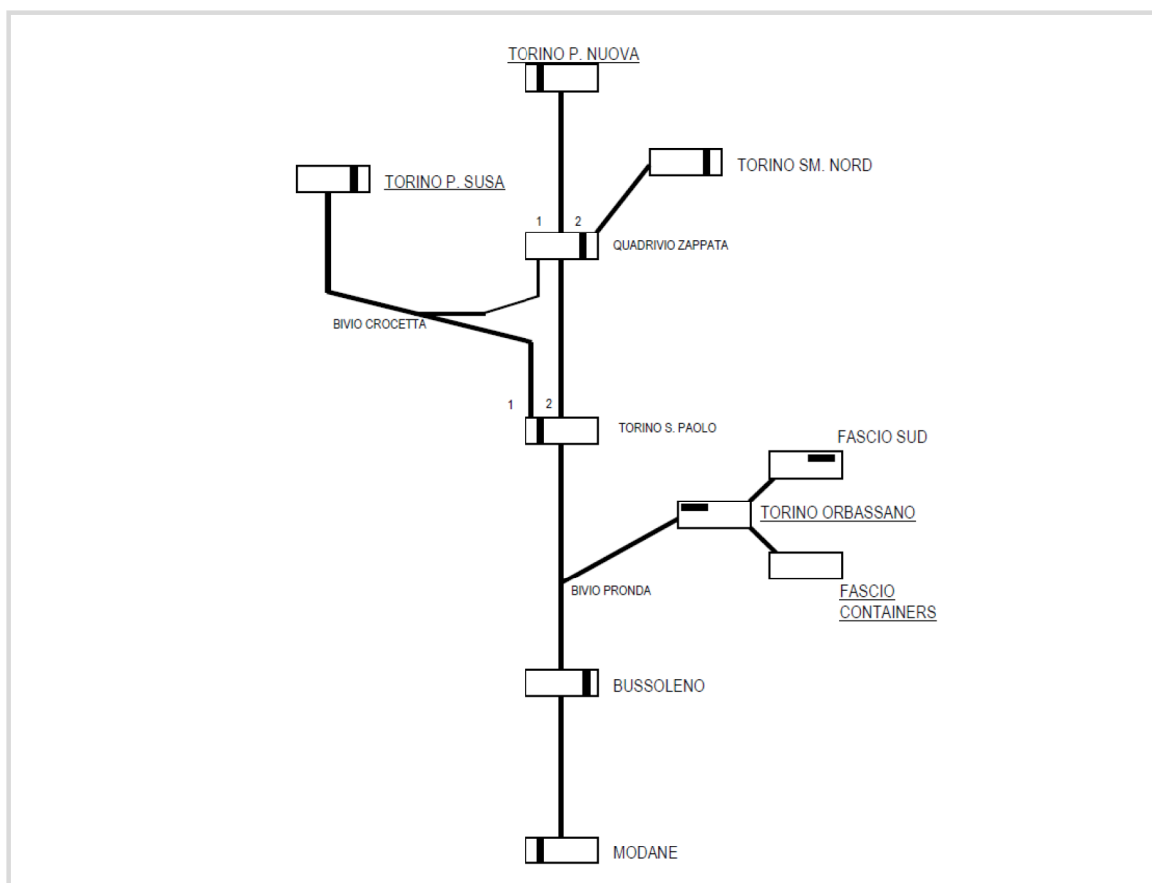 TORINO P. NUOVA
TORINO SM. NORD
TORINO P. SUSA
1 2
QUADRIVIO ZAPPATA
BIVIO CROCETTA
1 2
TORINO S. PAOLO
FASCIO SUD
TORINO ORBASSANO
BIVIO PRONDA
FASCIO
CONTAINERS
BUSSOLENO
MODANE